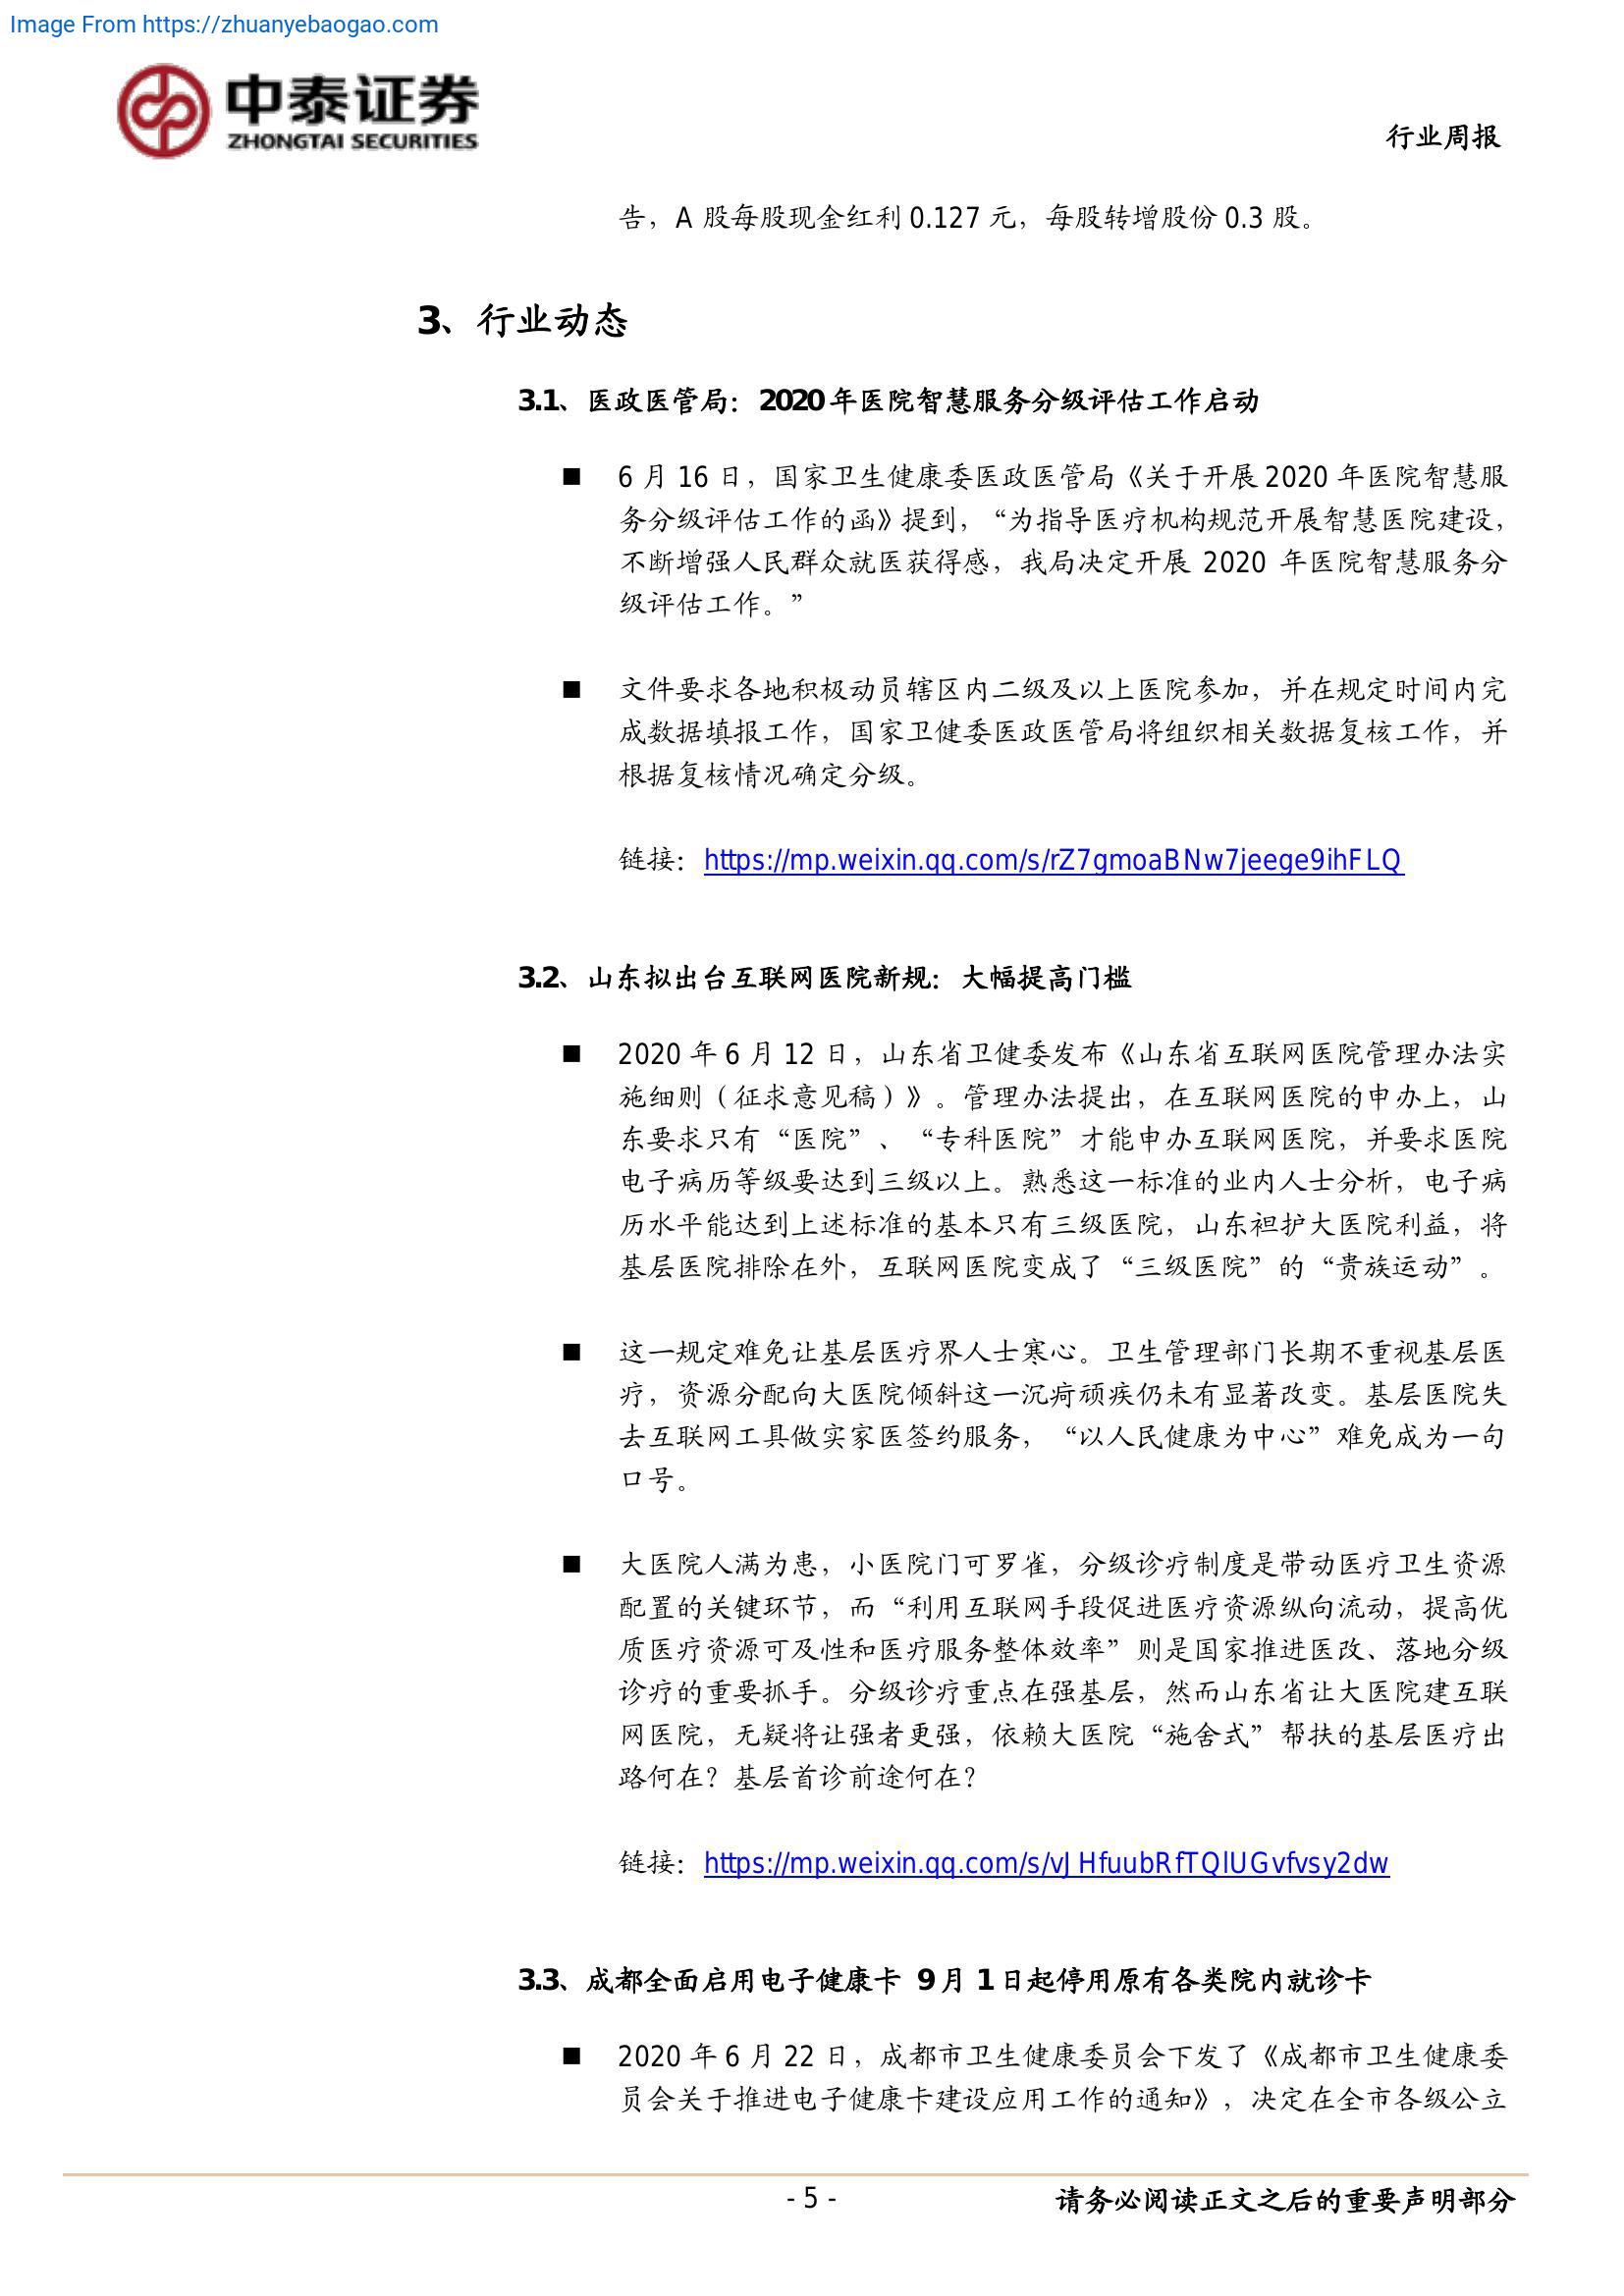 Image From https://zhuanyebaogao.com
中泰证券
ZHONGTAI SECURITIES
行业周报
告，A 股每股现金红利 0.127 元，每股转增股份 0.3 股。
3、行业动态
3.1、医政医管局：2020 年医院智慧服务分级评估工作启动
■ 6 月 16 日，国家卫生健康委医政医管局《关于开展 2020 年医院智慧服
务分级评估工作的函》提到，“为指导医疗机构规范开展智慧医院建设，
不断增强人民群众就医获得感，我局决定开展 2020 年医院智慧服务分
级评估工作。”
■ 文件要求各地积极动员辖区内二级及以上医院参加，并在规定时间内完
成数据填报工作，国家卫健委医政医管局将组织相关数据复核工作，并
根据复核情况确定分级。
链接：https://mp.weixin.qq.com/s/rZ7gmoaBNw7jeege9ihFLQ
3.2、山东拟出台互联网医院新规：大幅提高门槛
■ 2020 年 6 月 12 日，山东省卫健委发布《山东省互联网医院管理办法实
施细则（征求意见稿）》。管理办法提出，在互联网医院的申办上，山
东要求只有“医院”、“专科医院”才能申办互联网医院，并要求医院
电子病历等级要达到三级以上。熟悉这一标准的业内人士分析，电子病
历水平能达到上述标准的基本只有三级医院，山东袒护大医院利益，将
基层医院排除在外，互联网医院变成了“三级医院”的“贵族运动”。
■ 这一规定难免让基层医疗界人士寒心。卫生管理部门长期不重视基层医
疗，资源分配向大医院倾斜这一沉疴顽疾仍未有显著改变。基层医院失
去互联网工具做实家医签约服务，“以人民健康为中心”难免成为一句
口号。
■ 大医院人满为患，小医院门可罗雀，分级诊疗制度是带动医疗卫生资源
配置的关键环节，而“利用互联网手段促进医疗资源纵向流动，提高优
质医疗资源可及性和医疗服务整体效率”则是国家推进医改、落地分级
诊疗的重要抓手。分级诊疗重点在强基层，然而山东省让大医院建互联
网医院，无疑将让强者更强，依赖大医院“施舍式”帮扶的基层医疗出
路何在？基层首诊前途何在？
链接：https://mp.weixin.qq.com/s/vJHfuubRfTQlUGvfvsy2dw
3.3、成都全面启用电子健康卡 9 月 1 日起停用原有各类院内就诊卡
■ 2020 年 6 月 22 日，成都市卫生健康委员会下发了《成都市卫生健康委
员会关于推进电子健康卡建设应用工作的通知》，决定在全市各级公立
- 5 -
请务必阅读正文之后的重要声明部分